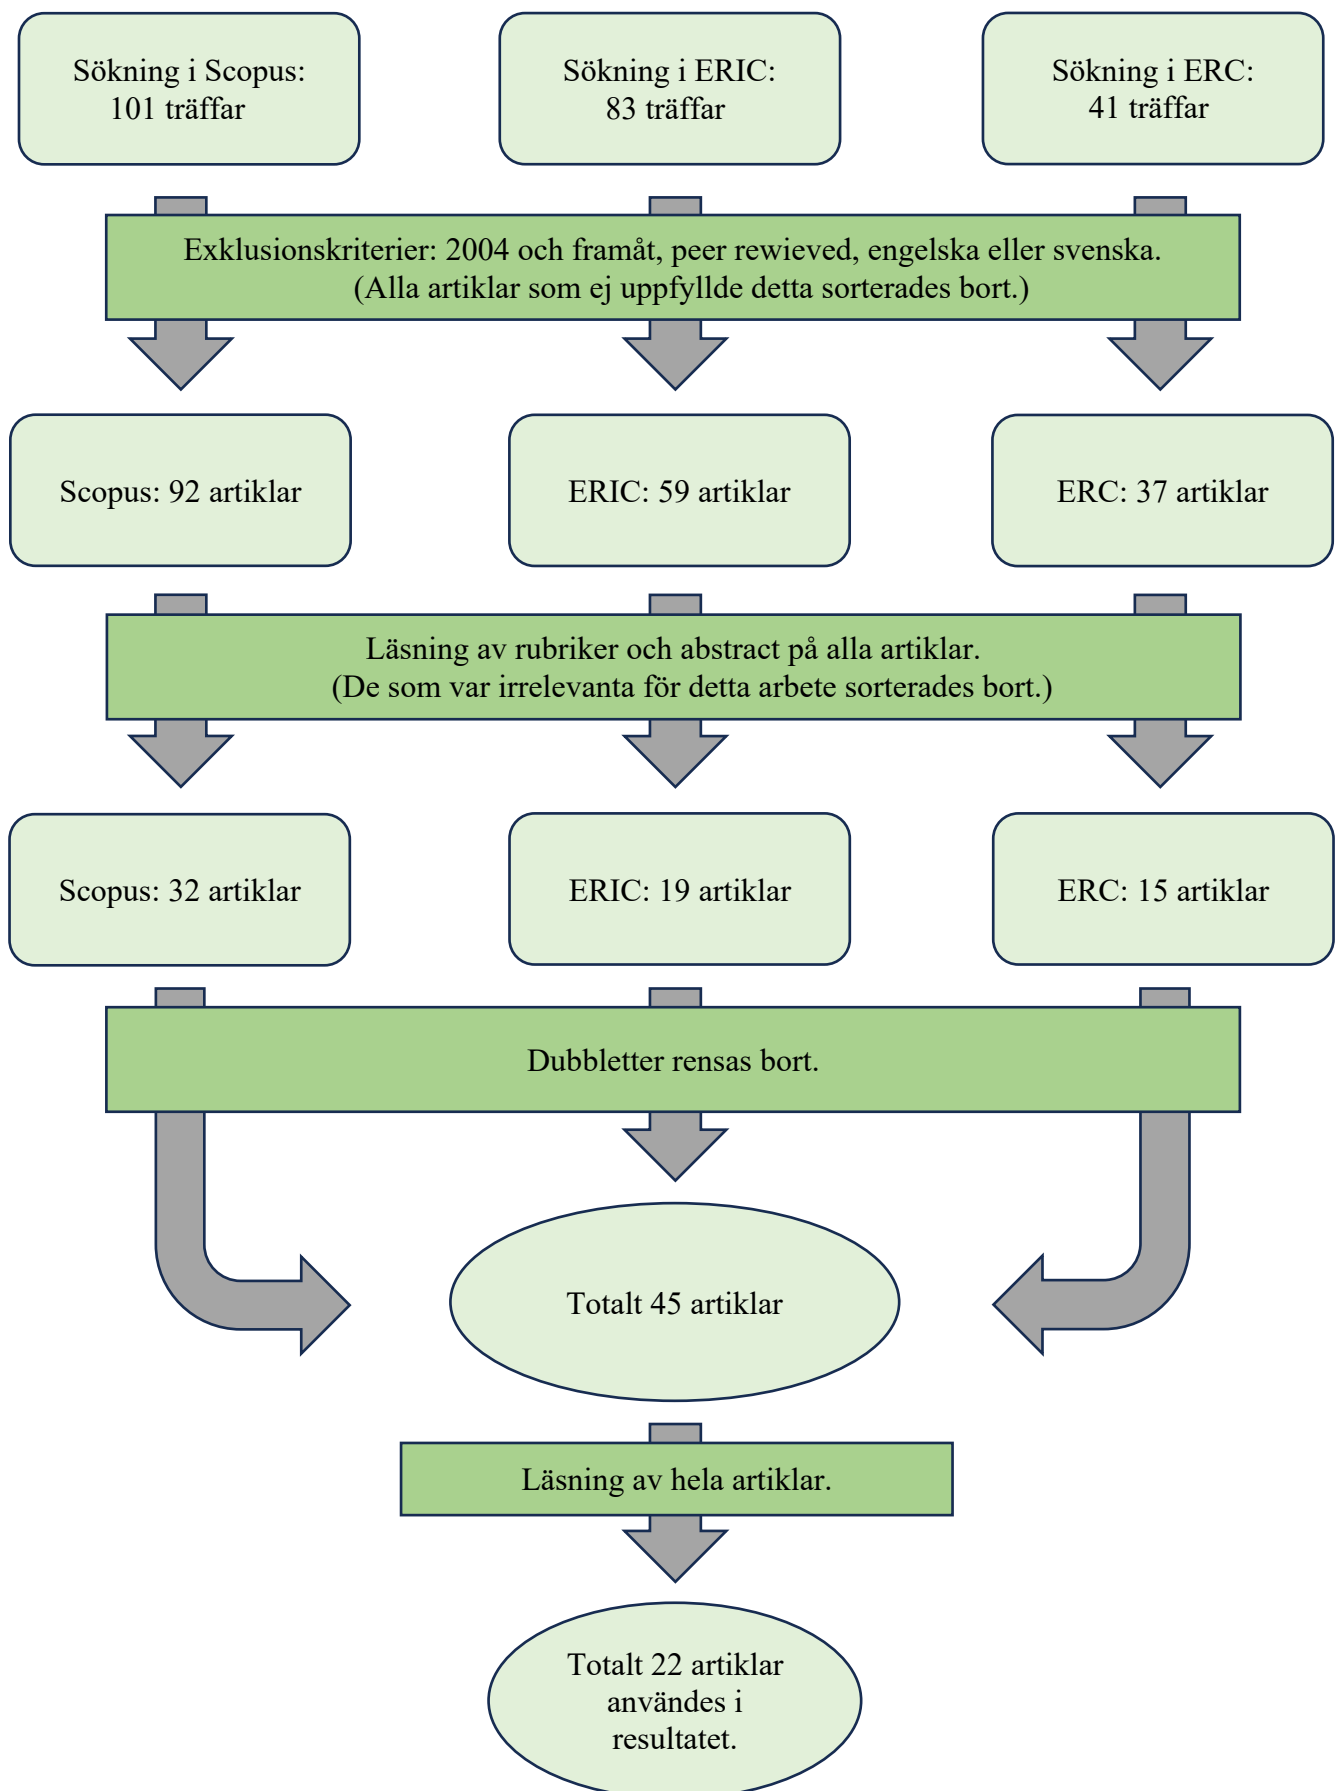 Sökning i Scopus:
101 träffar
Sökning i ERIC:
83 träffar
Sökning i ERC:
41 träffar
Exklusionskriterier: 2004 och framåt, peer rewieved, engelska eller svenska.
(Alla artiklar som ej uppfyllde detta sorterades bort.)
Scopus: 92 artiklar
ERIC: 59 artiklar
ERC: 37 artiklar
Läsning av rubriker och abstract på alla artiklar.
(De som var irrelevanta för detta arbete sorterades bort.)
Scopus: 32 artiklar
ERIC: 19 artiklar
ERC: 15 artiklar
Dubbletter rensas bort.
Totalt 45 artiklar
Läsning av hela artiklar.
Totalt 22 artiklar
användes i
resultatet.